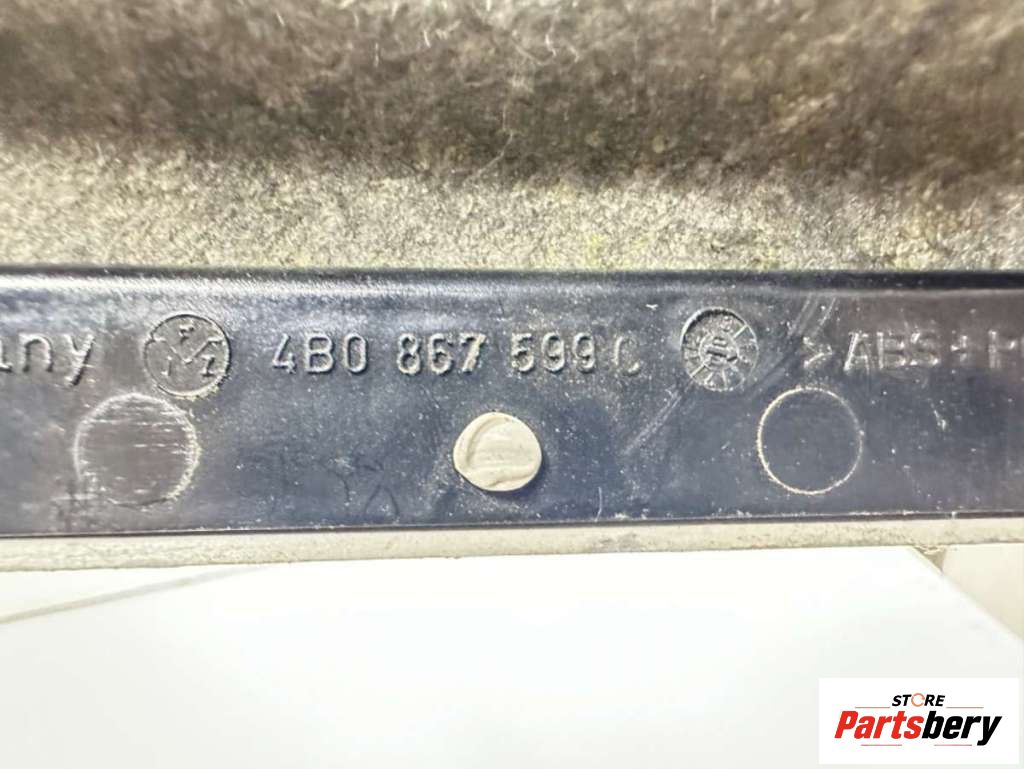 any 4B0 867 599 C >ABS+P
STORE
Partsbery